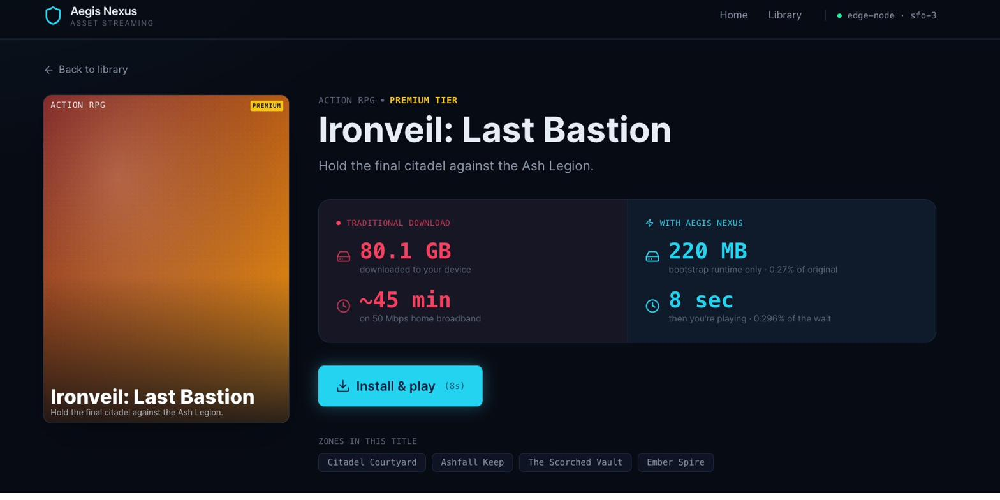 Aegis Nexus
ASSET STREAMING
Home
Library
edge-node · sfo-3
← Back to library
ACTION RPG
PREMIUM
Ironveil: Last Bastion
Hold the final citadel against the Ash Legion.
ACTION RPG • PREMIUM TIER
Ironveil: Last Bastion
Hold the final citadel against the Ash Legion.
TRADITIONAL DOWNLOAD
80.1 GB
downloaded to your device
~45 min
on 50 Mbps home broadband
WITH AEGIS NEXUS
220 MB
bootstrap runtime only · 0.27% of original
8 sec
then you're playing · 0.296% of the wait
Install & play (8s)
ZONES IN THIS TITLE
Citadel Courtyard
Ashfall Keep
The Scorched Vault
Ember Spire